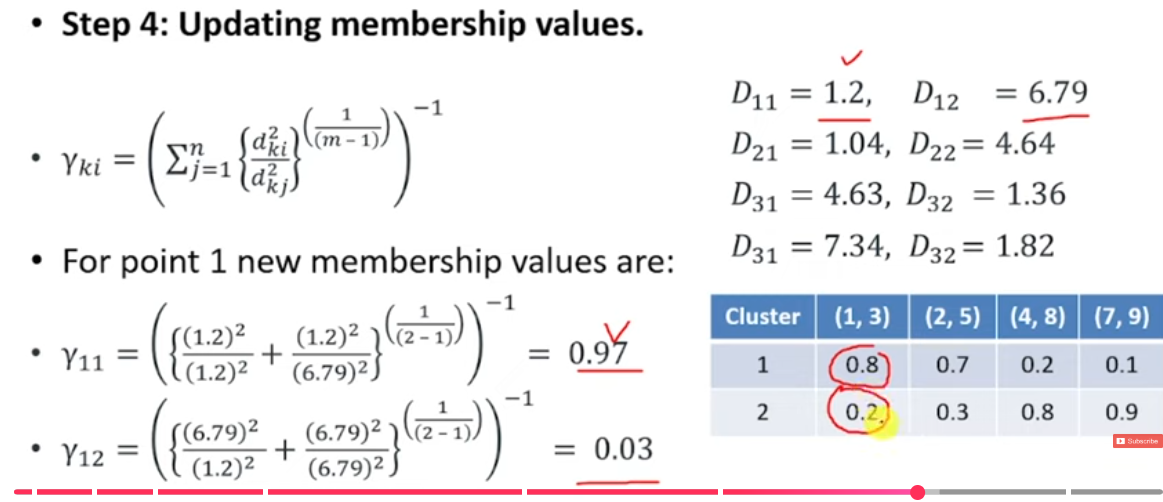 • Step 4: Updating membership values.
• γₖᵢ = (∑ⁿⱼ₌₁ {d²ₖᵢ / d²ₖⱼ}^(1/(m − 1)))⁻¹
D₁₁ = 1.2, D₁₂ = 6.79
D₂₁ = 1.04, D₂₂ = 4.64
D₃₁ = 4.63, D₃₂ = 1.36
D₃₁ = 7.34, D₃₂ = 1.82
• For point 1 new membership values are:
• γ₁₁ = ({(1.2)²/(1.2)² + (1.2)²/(6.79)²}^(1/(2 − 1)))⁻¹ = 0.97
• γ₁₂ = ({(6.79)²/(1.2)² + (6.79)²/(6.79)²}^(1/(2 − 1)))⁻¹ = 0.03
Cluster (1, 3) (2, 5) (4, 8) (7, 9)
1 0.8 0.7 0.2 0.1
2 0.2 0.3 0.8 0.9
Subscribe